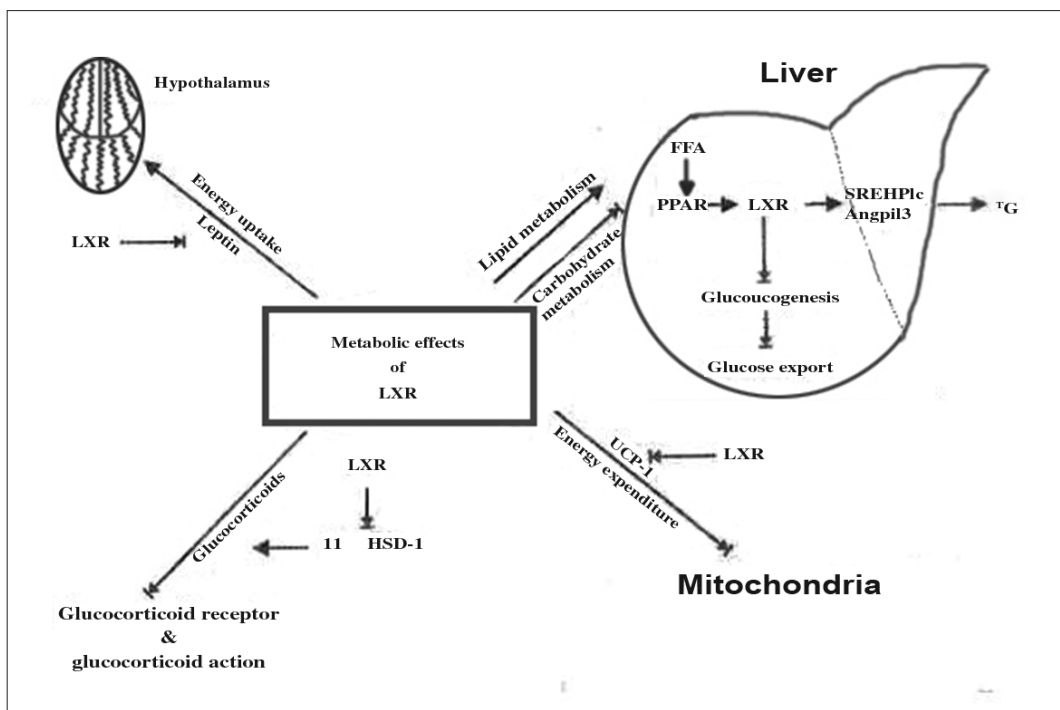 Hypothalamus
Liver
Energy uptake
Leptin
LXR
Lipid metabolism
Carbohydrate
metabolism
FFA
PPAR
LXR
SREHPlc
Angpil3
TG
Glucoucogenesis
Glucose export
Metabolic effects
of
LXR
UCP-1
Energy expenditure
LXR
Mitochondria
LXR
11 HSD-1
Glucocorticoids
Glucocorticoid receptor
&
glucocorticoid action